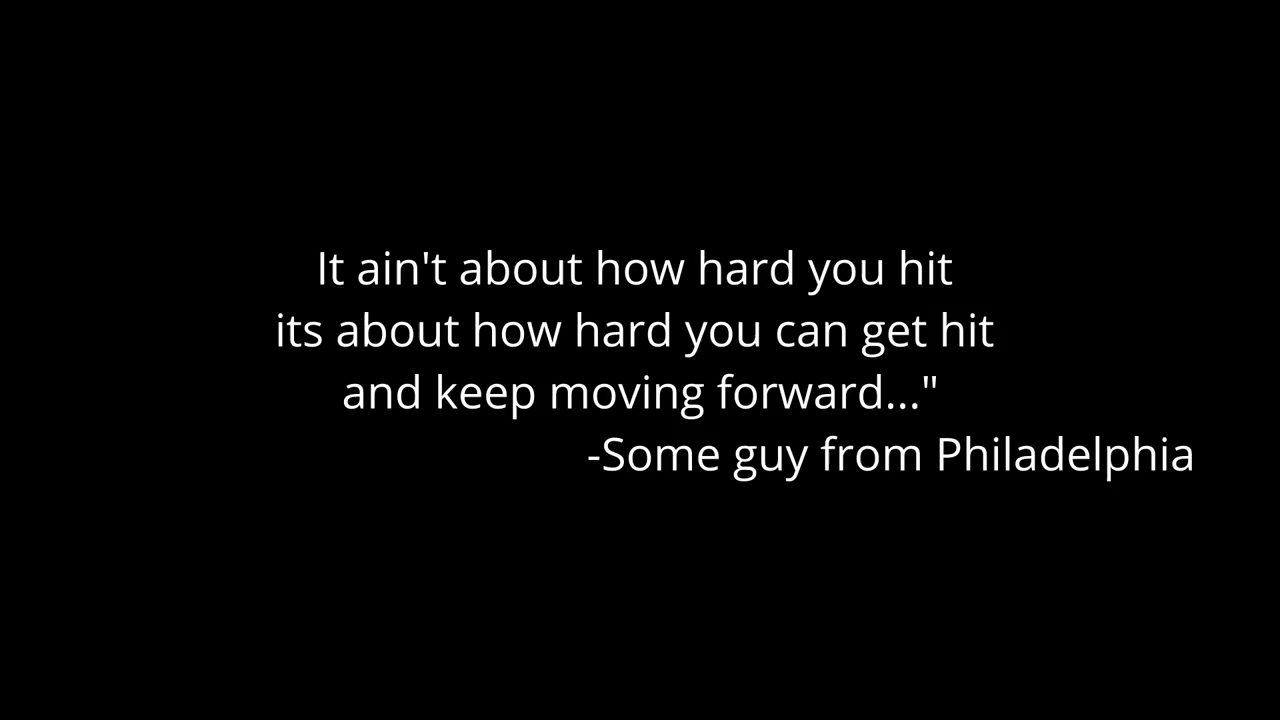 It ain't about how hard you hit
its about how hard you can get hit
and keep moving forward..."
-Some guy from Philadelphia